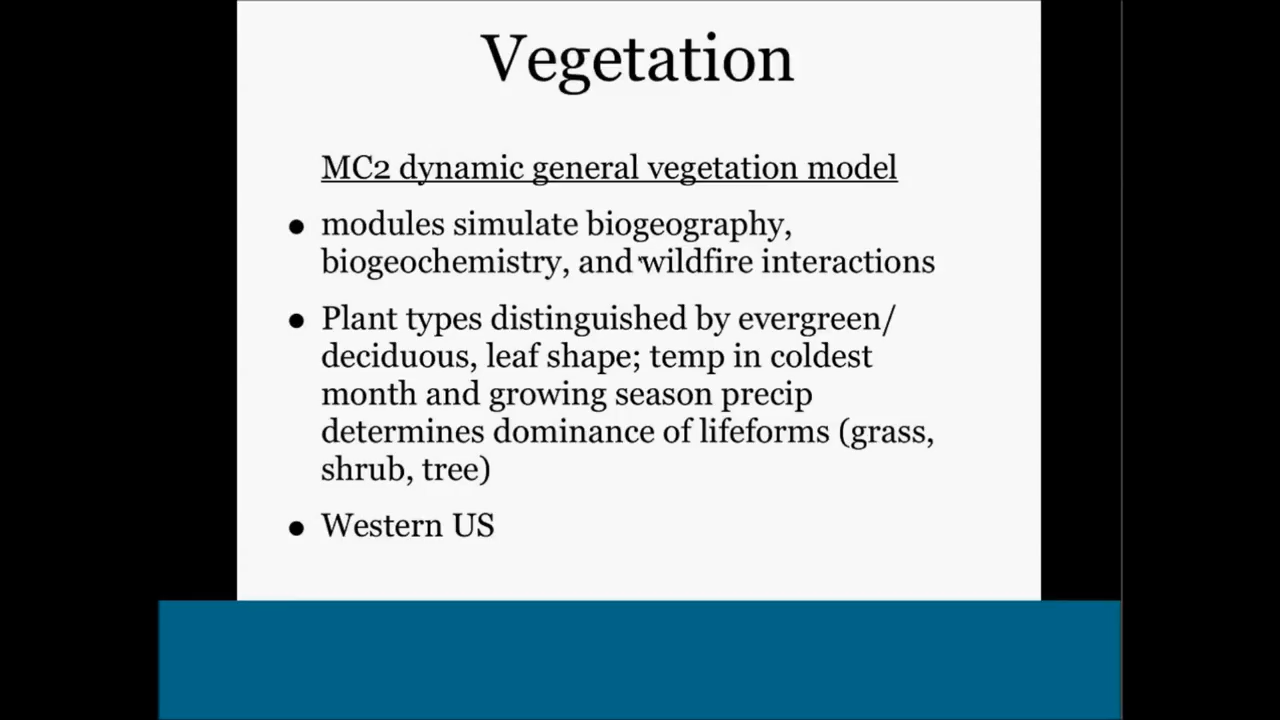 Vegetation
MC2 dynamic general vegetation model
• modules simulate biogeography,
biogeochemistry, and wildfire interactions
• Plant types distinguished by evergreen/
deciduous, leaf shape; temp in coldest
month and growing season precip
determines dominance of lifeforms (grass,
shrub, tree)
• Western US